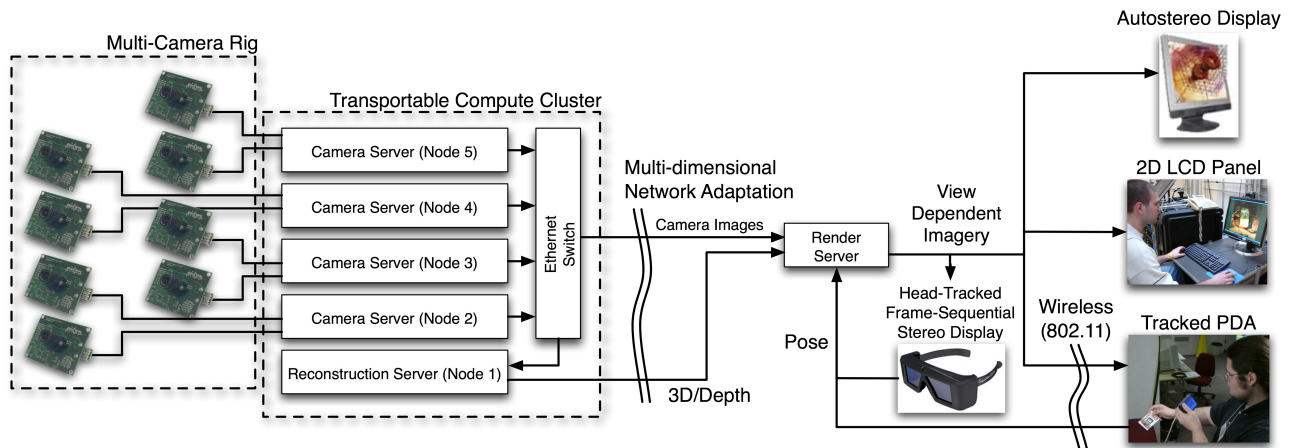 Autostereo Display
Multi-Camera Rig
Transportable Compute Cluster
Camera Server (Node 5)
Camera Server (Node 4)
Camera Server (Node 3)
Camera Server (Node 2)
Reconstruction Server (Node 1)
Ethernet
Switch
Multi-dimensional
Network Adaptation
Camera Images
3D/Depth
Render
Server
View
Dependent
Imagery
Head-Tracked
Frame-Sequential
Stereo Display
Pose
2D LCD Panel
Wireless
(802.11)
Tracked PDA